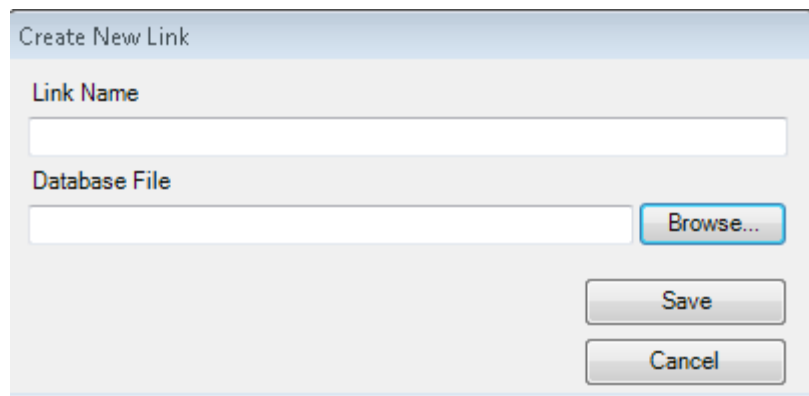 Create New Link
Link Name
Database File
Browse...
Save
Cancel